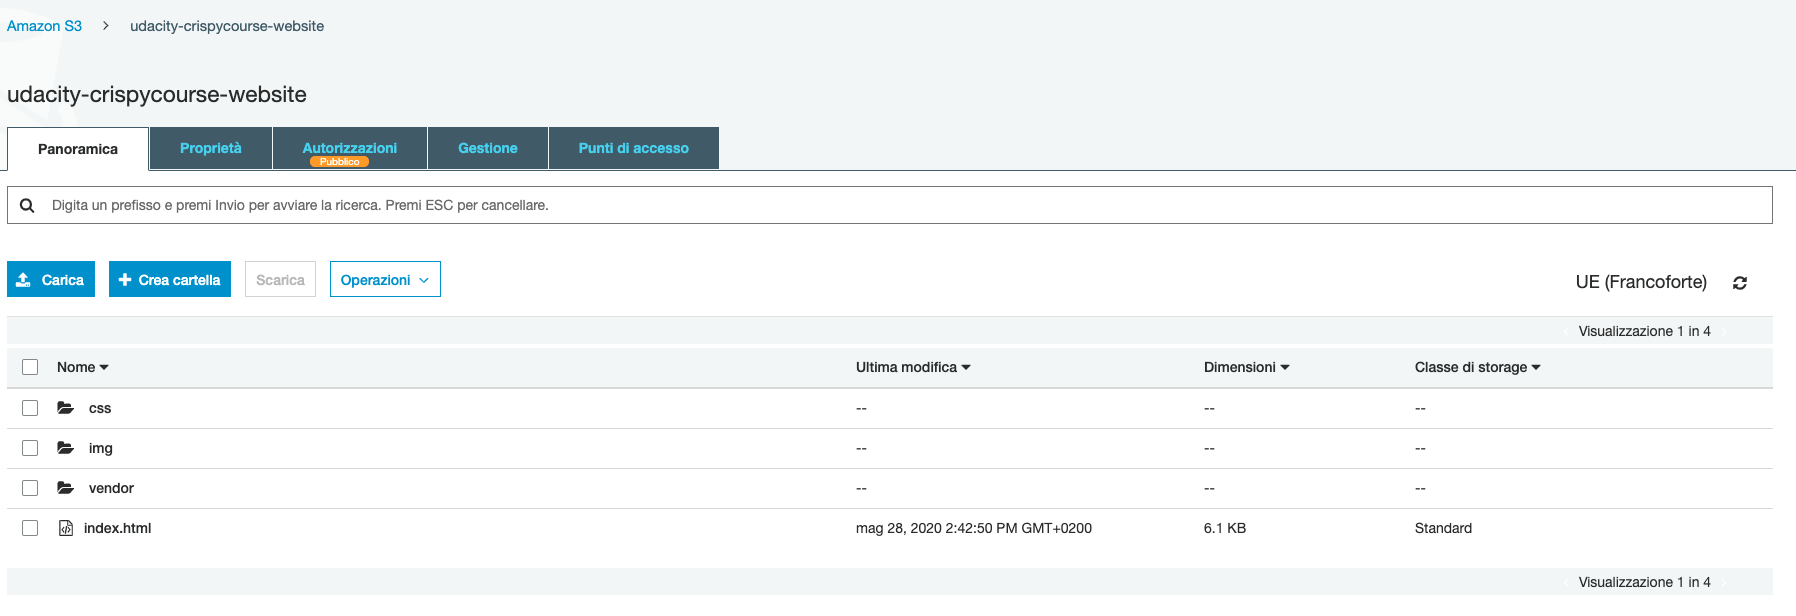 Amazon S3 > udacity-crispycourse-website
udacity-crispycourse-website
Panoramica Proprietà Autorizzazioni Gestione Punti di accesso
Pubblico
Digita un prefisso e premi Invio per avviare la ricerca. Premi ESC per cancellare.
Carica + Crea cartella Scarica Operazioni UE (Francoforte)
Visualizzazione 1 in 4
Nome Ultima modifica Dimensioni Classe di storage
css -- -- --
img -- -- --
vendor -- -- --
index.html mag 28, 2020 2:42:50 PM GMT+0200 6.1 KB Standard
Visualizzazione 1 in 4